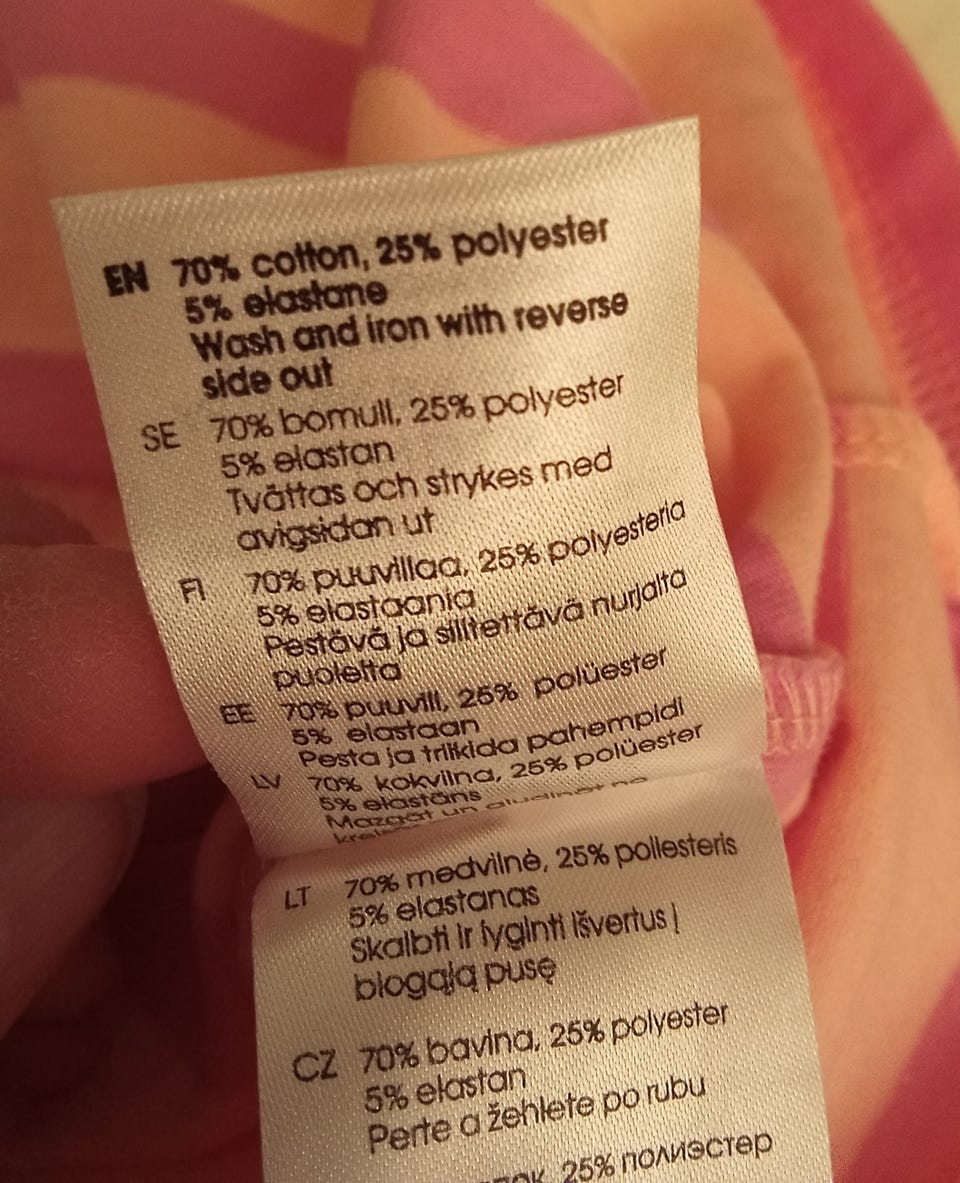 EN 70% cotton, 25% polyester
5% elastane
Wash and iron with reverse
side out
SE 70% bomull, 25% polyester
5% elastan
Tvättas och strykes med
avigsidan ut
FI 70% puuvillaa, 25% polyesteria
5% elastaania
Pestävä ja silitettävä nurjalta
puolelta
EE 70% puuvill, 25% polüester
5% elastaan
Pesta ja triikida pahempidi
LV 70% kokvilna, 25% polüester
5% elastāns
Mazgāt un
LT 70% medvilnė, 25% poliesteris
5% elastanas
Skalbti ir lyginti išvertus į
blogąją pusę
CZ 70% bavlna, 25% polyester
5% elastan
Perte a žehlete po rubu
25% полиэстер